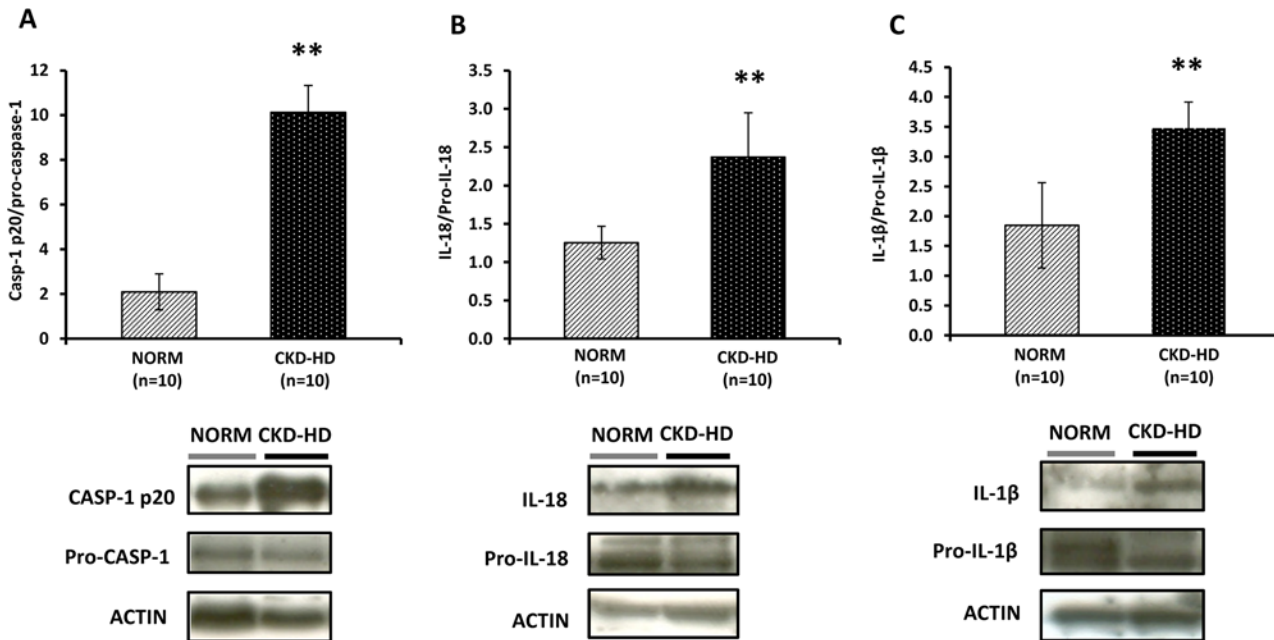 A
**
Casp-1 p20/pro-caspase-1
12
10
8
6
4
2
0
NORM
(n=10)
CKD-HD
(n=10)
NORM CKD-HD
CASP-1 p20
Pro-CASP-1
ACTIN
B
**
IL-18/Pro-IL-18
3.5
3.0
2.5
2.0
1.5
1.0
0.5
0.0
NORM
(n=10)
CKD-HD
(n=10)
NORM CKD-HD
IL-18
Pro-IL-18
ACTIN
C
**
IL-1β/Pro-IL-1β
4.5
4.0
3.5
3.0
2.5
2.0
1.5
1.0
0.5
0.0
NORM
(n=10)
CKD-HD
(n=10)
NORM CKD-HD
IL-1β
Pro-IL-1β
ACTIN